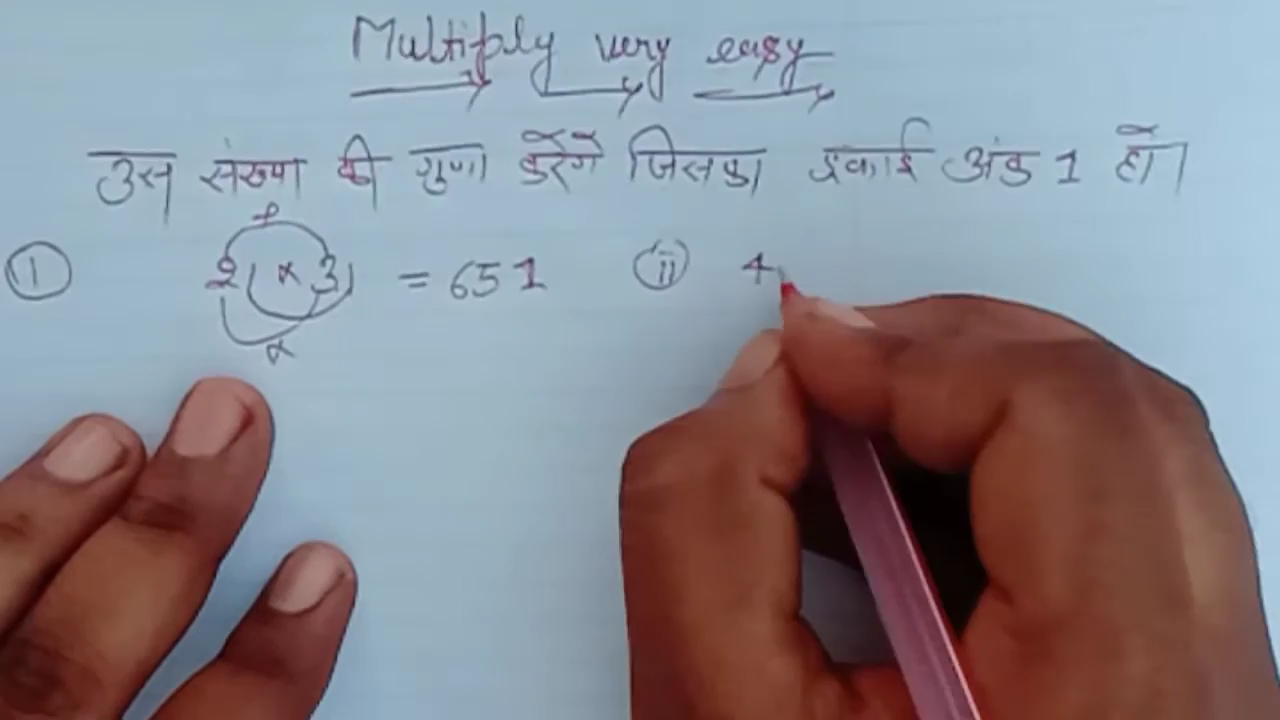 Multiply very easy
उस संख्या की गुणा करेंगे जिसका इकाई अंक 1 हो।
① 21 × 31 = 651 ⅱ 4
+
×